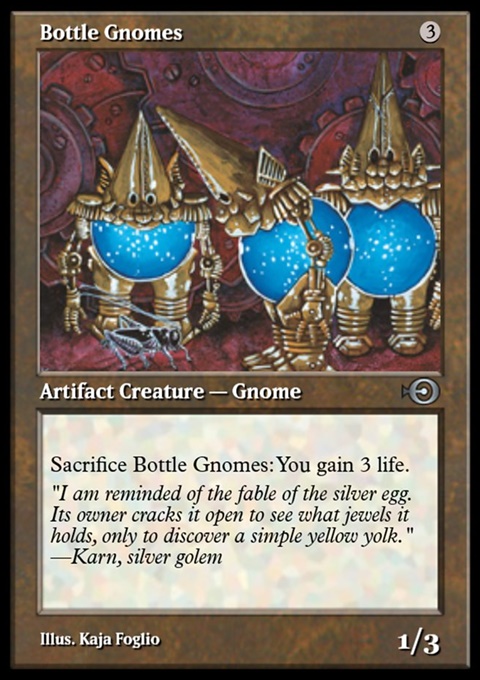 Bottle Gnomes 3
Artifact Creature — Gnome
Sacrifice Bottle Gnomes: You gain 3 life.
"I am reminded of the fable of the silver egg.
Its owner cracks it open to see what jewels it
holds, only to discover a simple yellow yolk."
—Karn, silver golem
Illus. Kaja Foglio
1/3